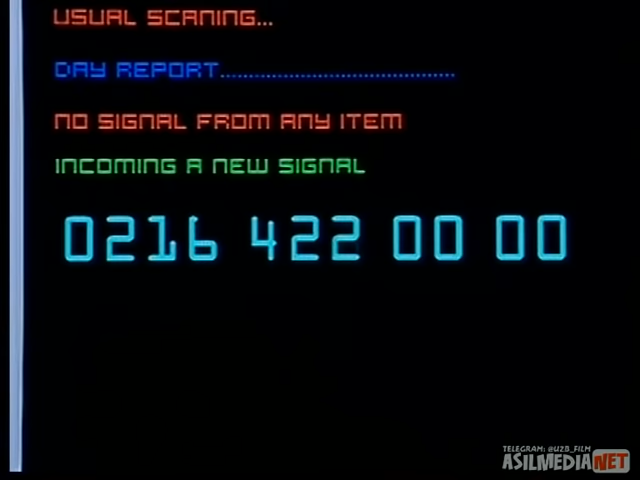 USUAL SCANING...
DAY REPORT.......................................
NO SIGNAL FROM ANY ITEM
INCOMING A NEW SIGNAL
0216 422 00 00
TELEGRAM: @UZB_FILM
ASILMEDIA.NET